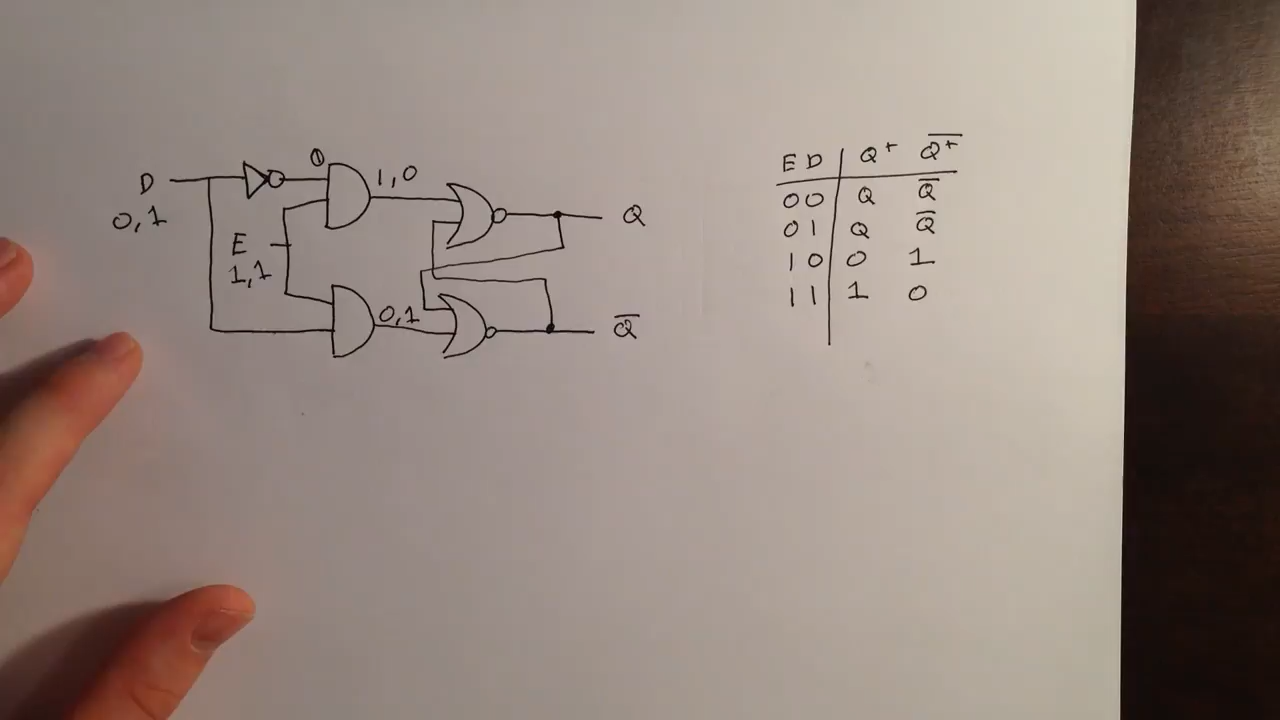 D
0,1
E
1,1
0
1,0
0,1
Q
Q̅
E D Q⁺ Q̅⁺
0 0 Q Q̅
0 1 Q Q̅
1 0 0 1
1 1 1 0